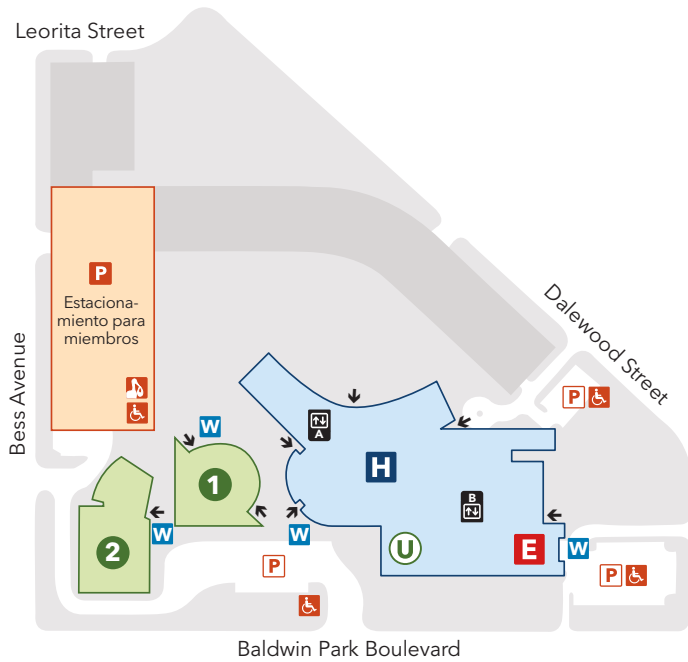 Leorita Street
P
Estaciona-
miento para
miembros
Bess Avenue
Dalewood Street
P
A
W
H
1
B
W
W
2
U
E
W
P
P
Baldwin Park Boulevard